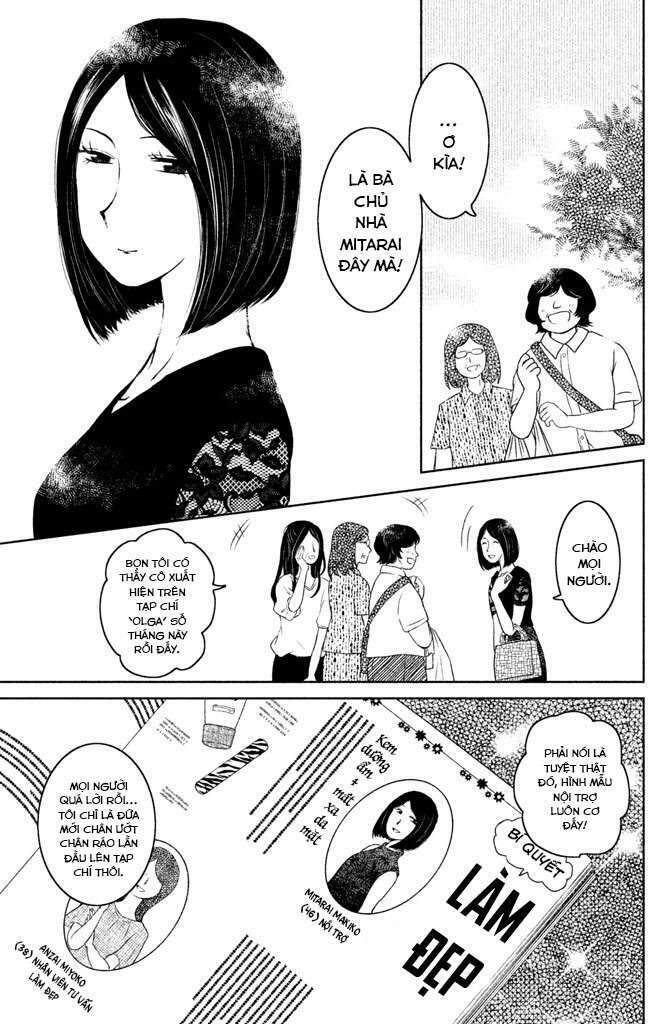 ...
Ơ
KÌA!
LÀ BÀ
CHỦ
NHÀ
MITARAI
ĐÂY MÀ!
CHÀO
MỌI
NGƯỜI.
BỌN TÔI CÓ
THẤY CÔ XUẤT
HIỆN TRÊN
TẠP CHÍ
'OLGA' SỐ
THÁNG NÀY
RỒI ĐẤY.
PHẢI NÓI LÀ
TUYỆT THẬT
ĐÓ, HÌNH MẪU
NỘI TRỢ
LUÔN CƠ
ĐẤY!
MỌI NGƯỜI
QUÁ LỜI RỒI...
TÔI CHỈ LÀ ĐỨA
MỚI CHÂN ƯỚT
CHÂN RÁO LẦN
ĐẦU LÊN TẠP
CHÍ THÔI.
Kem
dưỡng
ẩm +
mát
xa da
mặt
BÍ QUYẾT
LÀM
ĐẸP
MITARAI MAKIKO
(46) NỘI TRỢ
ANZAI MIYOKO
(38) NHÂN VIÊN TƯ VẤN
LÀM ĐẸP